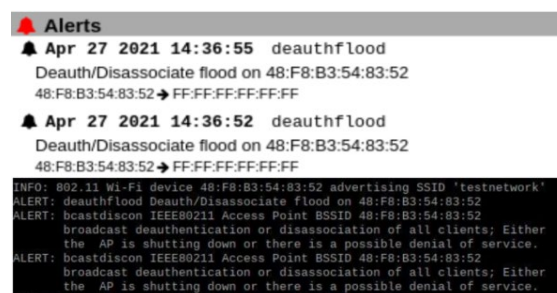 Alerts
Apr 27 2021 14:36:55 deauthflood
Deauth/Disassociate flood on 48:F8:B3:54:83:52
48:F8:B3:54:83:52➔FF:FF:FF:FF:FF:FF
Apr 27 2021 14:36:52 deauthflood
Deauth/Disassociate flood on 48:F8:B3:54:83:52
48:F8:B3:54:83:52➔FF:FF:FF:FF:FF:FF
INFO: 802.11 Wi-Fi device 48:F8:B3:54:83:52 advertising SSID 'testnetwork'
ALERT: deauthflood Deauth/Disassociate flood on 48:F8:B3:54:83:52
ALERT: bcastdiscon IEEE80211 Access Point BSSID 48:F8:B3:54:83:52
broadcast deauthentication or disassociation of all clients; Either
the AP is shutting down or there is a possible denial of service.
ALERT: bcastdiscon IEEE80211 Access Point BSSID 48:F8:B3:54:83:52
broadcast deauthentication or disassociation of all clients; Either
the AP is shutting down or there is a possible denial of service.